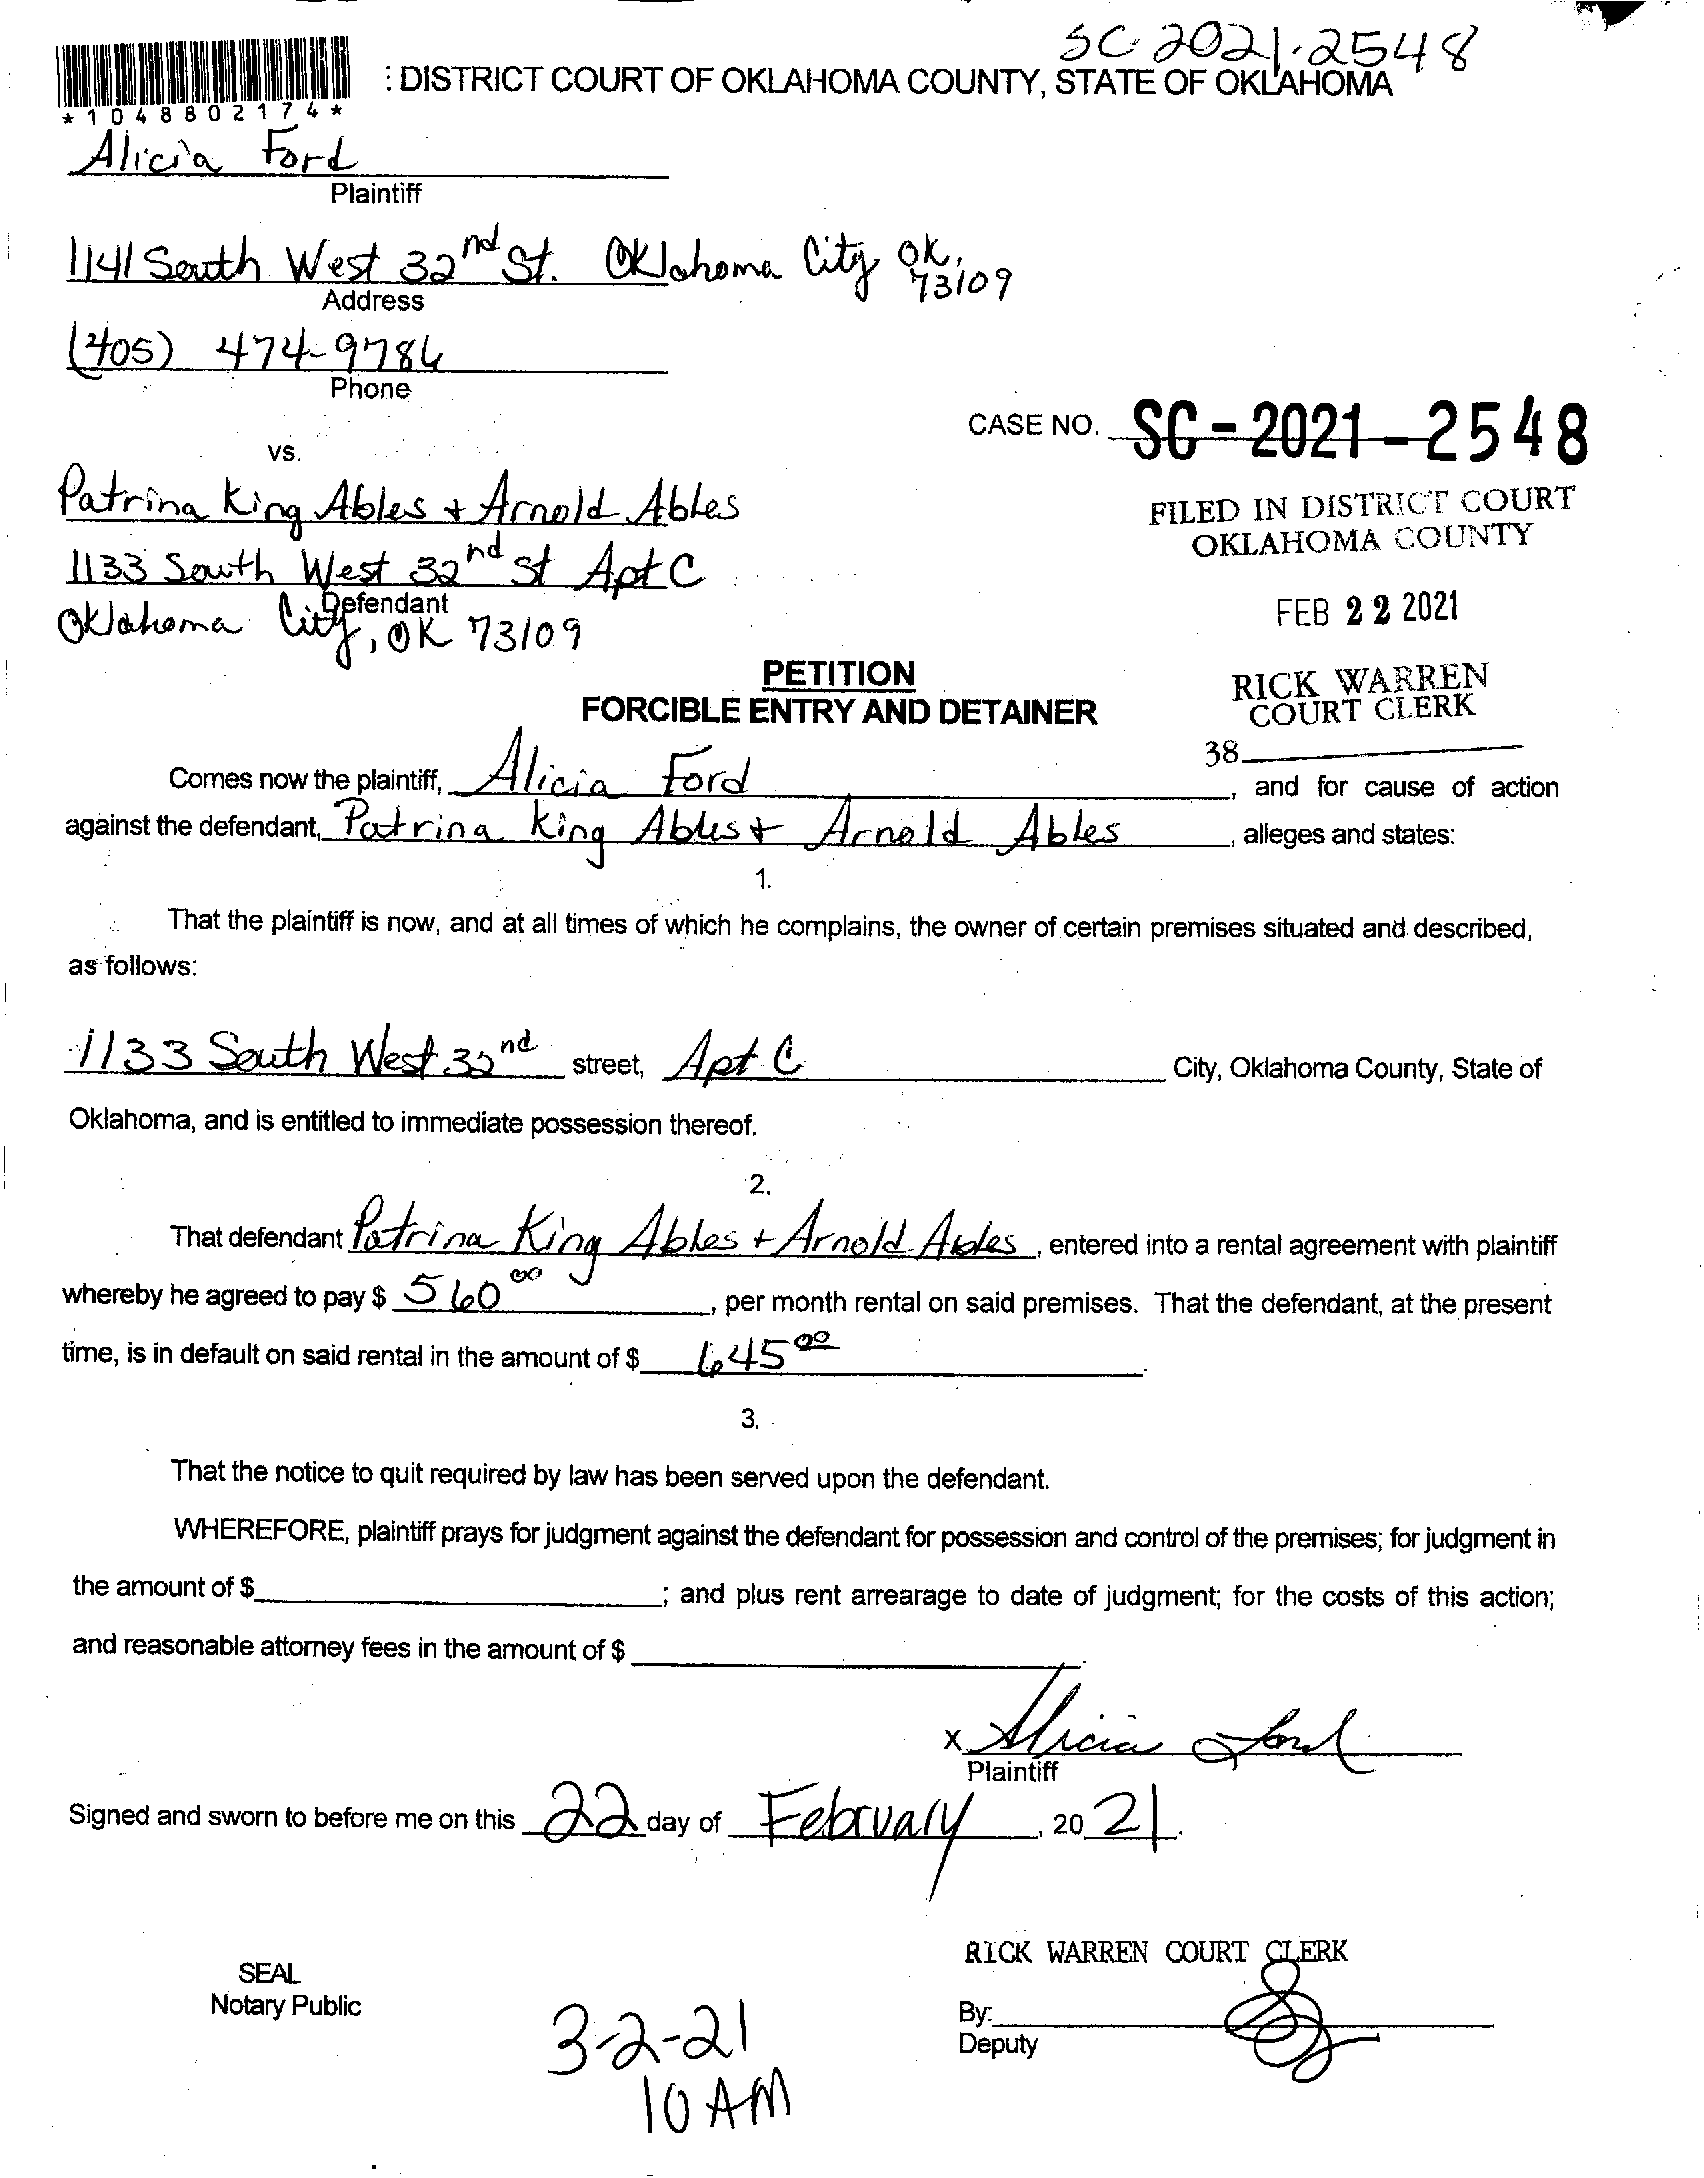 SC 2021-2548
: DISTRICT COURT OF OKLAHOMA COUNTY, STATE OF OKLAHOMA
*1048802174*
Alicia Ford
Plaintiff
1141 South West 32nd St. Oklahoma City OK, 73109
Address
(405) 474-9786
Phone
CASE NO. SC-2021-2548
vs.
Patrina King Ables + Arnold Ables
FILED IN DISTRICT COURT
OKLAHOMA COUNTY
1133 South West 32nd St Apt C
Defendant
FEB 22 2021
Oklahoma City, OK 73109
PETITION
RICK WARREN
COURT CLERK
FORCIBLE ENTRY AND DETAINER
38
Comes now the plaintiff, Alicia Ford, and for cause of action
against the defendant, Patrina King Ables + Arnold Ables, alleges and states:
1.
That the plaintiff is now, and at all times of which he complains, the owner of certain premises situated and described,
as follows:
1133 South West 32nd street, Apt C City, Oklahoma County, State of
Oklahoma, and is entitled to immediate possession thereof.
2.
That defendant Patrina King Ables + Arnold Ables, entered into a rental agreement with plaintiff
whereby he agreed to pay $ 560 00, per month rental on said premises. That the defendant, at the present
time, is in default on said rental in the amount of $ 645 00.
3.
That the notice to quit required by law has been served upon the defendant.
WHEREFORE, plaintiff prays for judgment against the defendant for possession and control of the premises; for judgment in
the amount of $ ; and plus rent arrearage to date of judgment; for the costs of this action;
and reasonable attorney fees in the amount of $ .
x Alicia Ford
Plaintiff
Signed and sworn to before me on this 22 day of February, 20 21.
RICK WARREN COURT CLERK
SEAL
Notary Public
By:
Deputy
3-2-21
10 AM